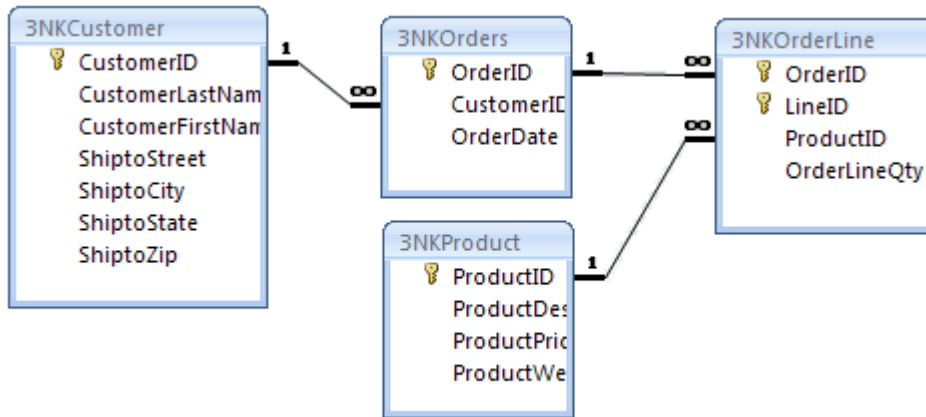 3NKCustomer
CustomerID
CustomerLastNam
CustomerFirstNam
ShiptoStreet
ShiptoCity
ShiptoState
ShiptoZip
1
∞
3NKOrders
OrderID
CustomerID
OrderDate
1
∞
3NKOrderLine
OrderID
LineID
ProductID
OrderLineQty
∞
1
3NKProduct
ProductID
ProductDes
ProductPric
ProductWe